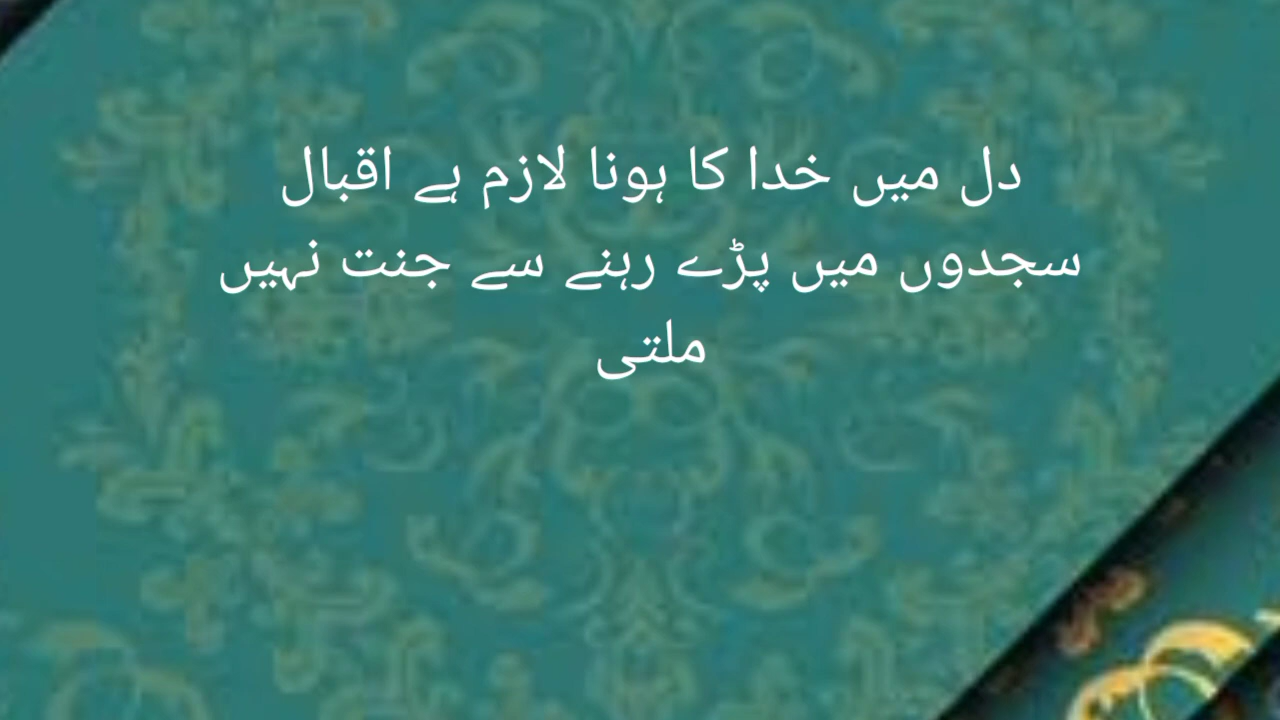 دل میں خدا کا ہونا لازم ہے اقبال
سجدوں میں پڑے رہنے سے جنت نہیں
ملتی